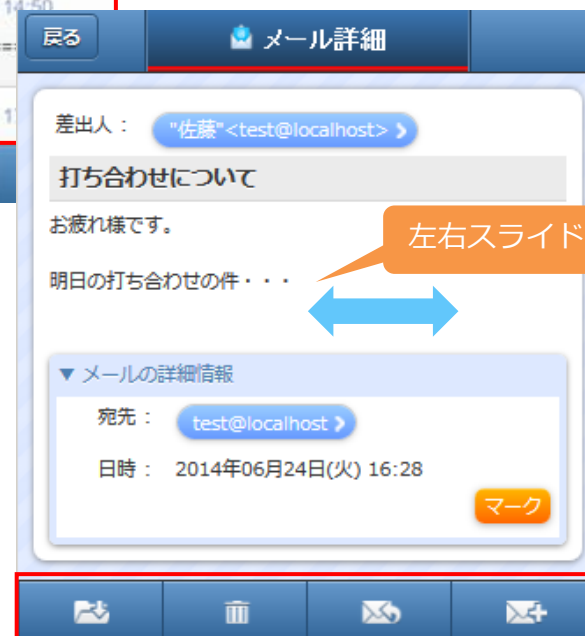 14:50
戻る
メール詳細
差出人：
"佐藤"<test@localhost>
打ち合わせについて
お疲れ様です。
左右スライド
明日の打ち合わせの件・・・
▼ メールの詳細情報
宛先：
test@localhost
日時： 2014年06月24日(火) 16:28
マーク